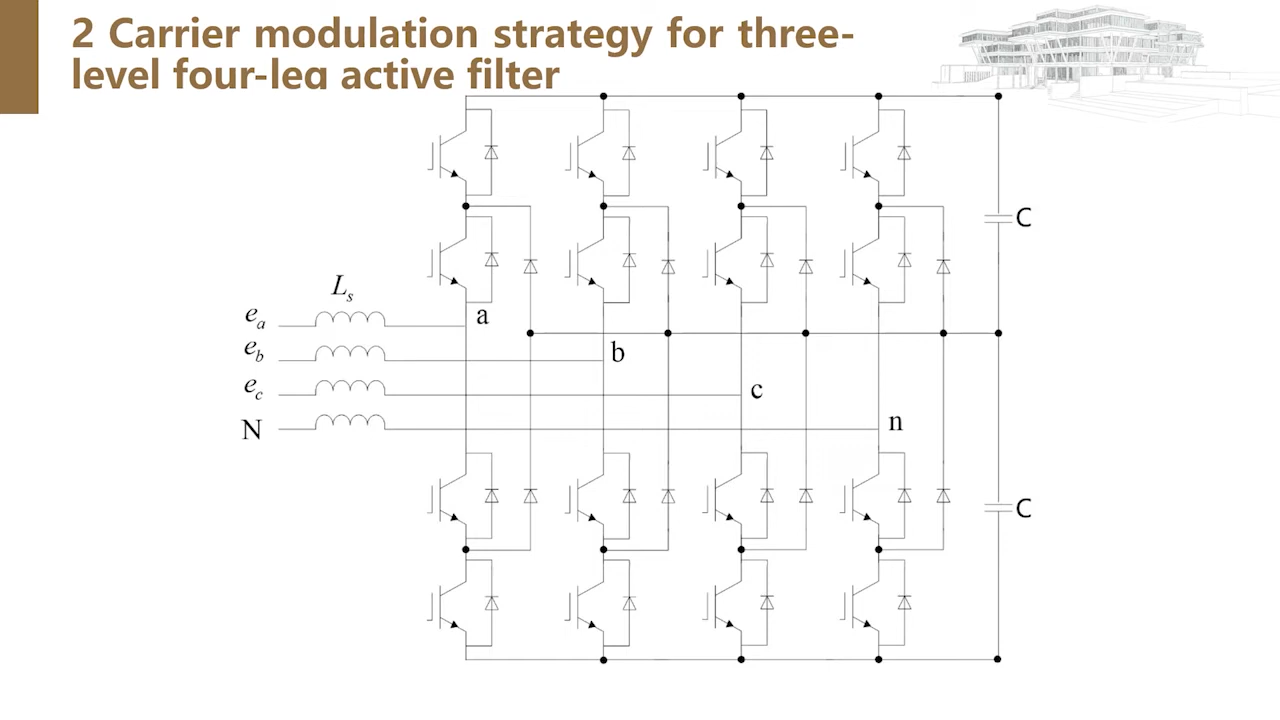 2 Carrier modulation strategy for three-
level four-leg active filter
C
Ls
ea
a
eb
b
ec
c
N
n
C